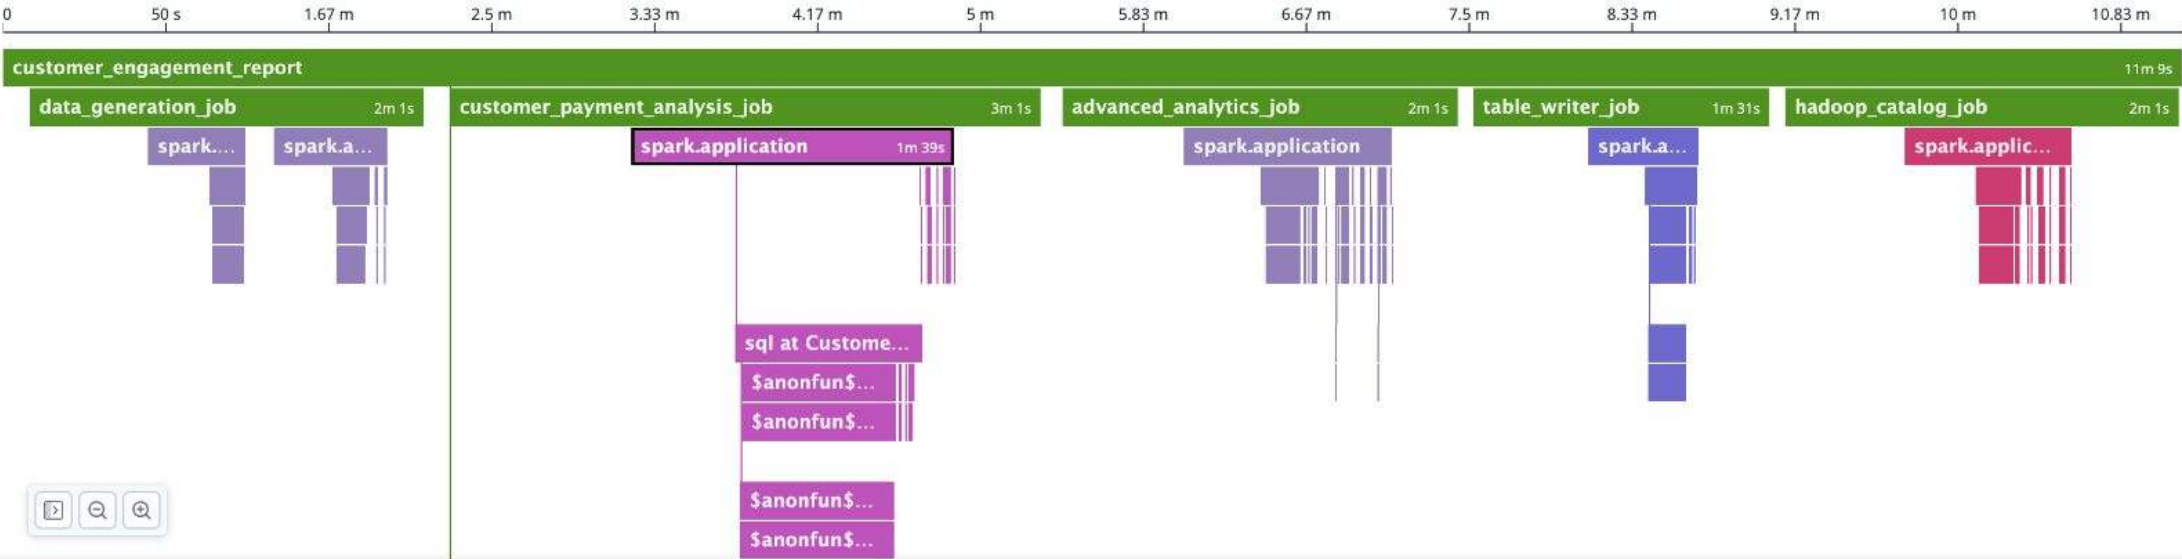 0 50 s 1.67 m 2.5 m 3.33 m 4.17 m 5 m 5.83 m 6.67 m 7.5 m 8.33 m 9.17 m 10 m 10.83 m
customer_engagement_report 11m 9s
data_generation_job 2m 1s customer_payment_analysis_job 3m 1s advanced_analytics_job 2m 1s table_writer_job 1m 31s hadoop_catalog_job 2m 1s
spark.... spark.a... spark.application 1m 39s spark.application spark.a... spark.applic...
sql at Custome...
$anonfun$...
$anonfun$...
$anonfun$...
$anonfun$...